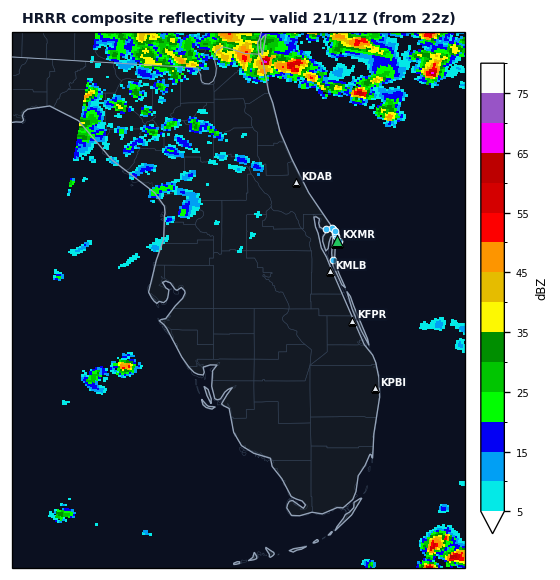 HRRR composite reflectivity — valid 21/11Z (from 22z)
KDAB
KXMR
KMLB
KFPR
KPBI
75
65
55
45
35
25
15
5
dBZ